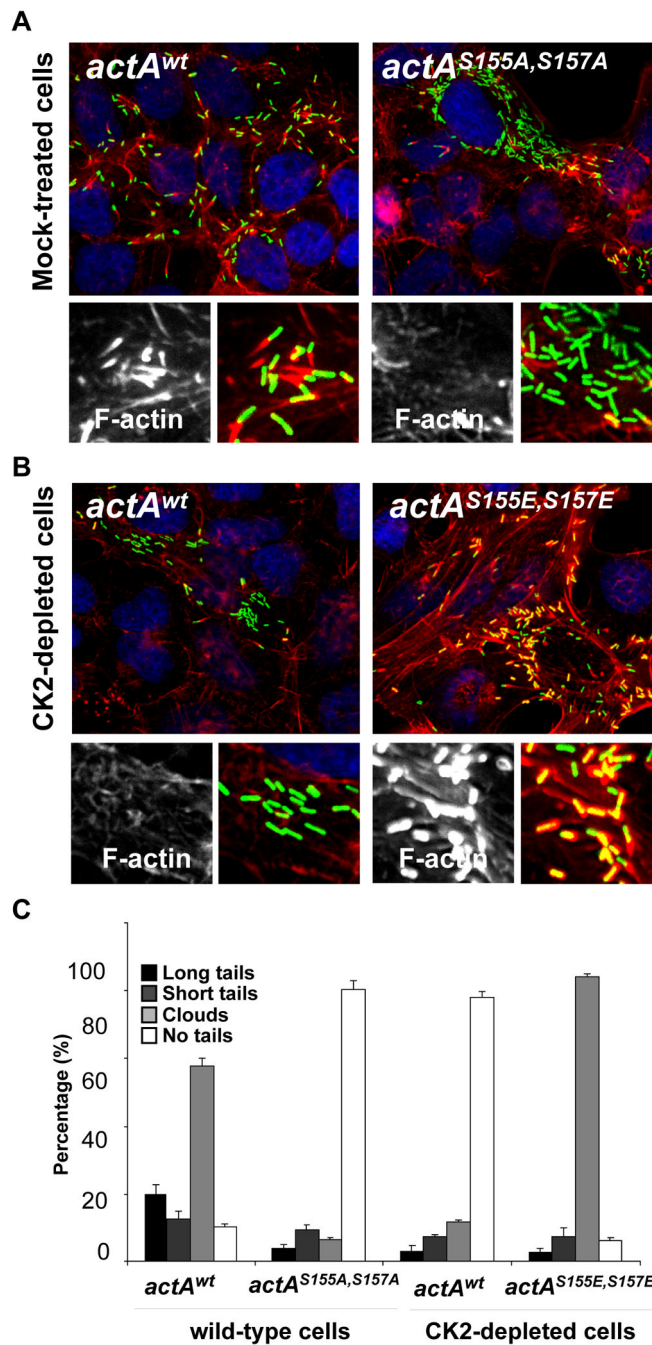 A
Mock-treated cells
actA^wt
actA^S155A,S157A
F-actin
F-actin
B
CK2-depleted cells
actA^wt
actA^S155E,S157E
F-actin
F-actin
C
Percentage (%)
100
80
60
40
20
0
Long tails
Short tails
Clouds
No tails
actA^wt
actA^S155A,S157A
actA^wt
actA^S155E,S157E
wild-type cells
CK2-depleted cells